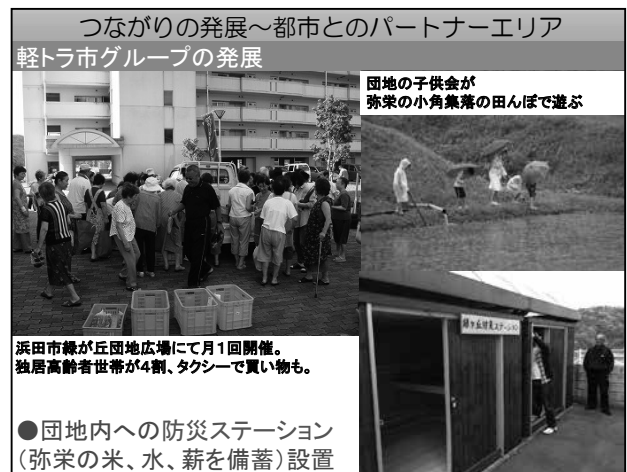 つながりの発展～都市とのパートナーエリア
軽トラ市グループの発展
団地の子供会が
弥栄の小角集落の田んぼで遊ぶ
浜田市緑が丘団地広場にて月1回開催。
独居高齢者世帯が4割、タクシーで買い物も。
●団地内への防災ステーション
（弥栄の米、水、薪を備蓄）設置